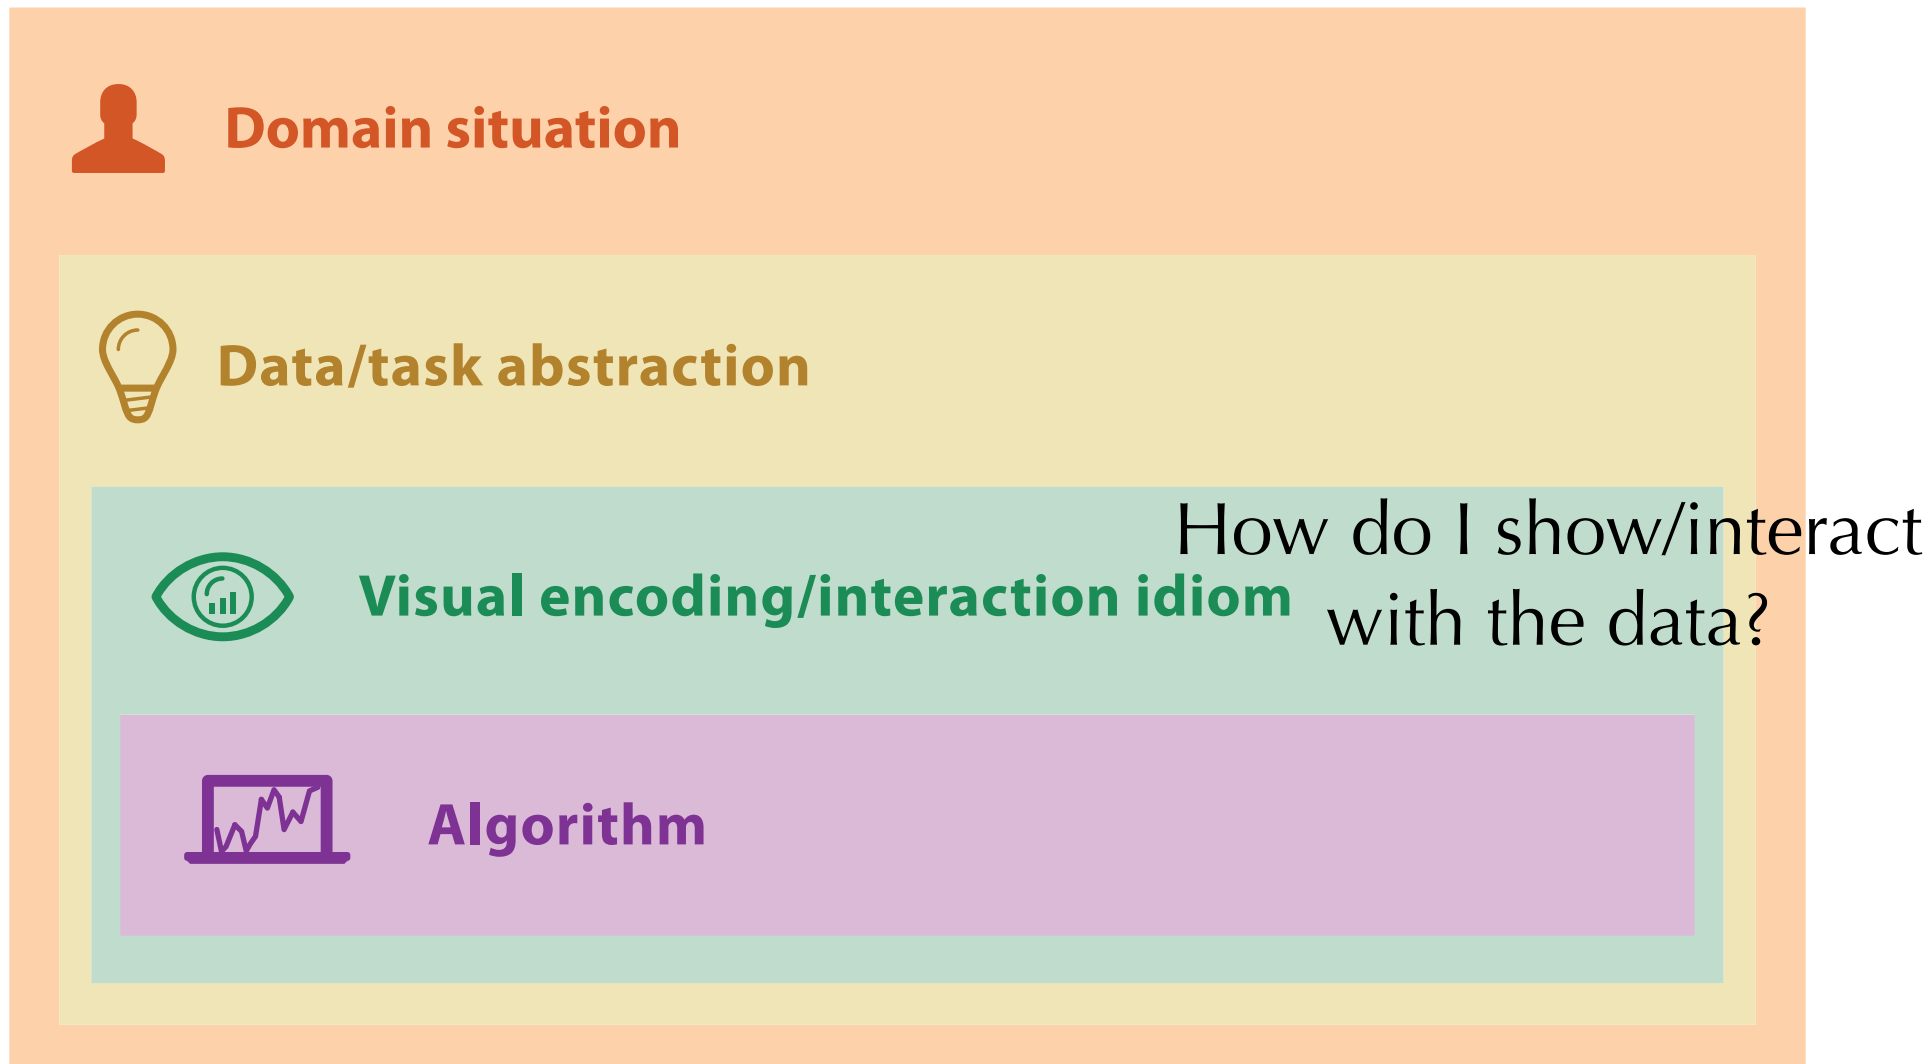 Domain situation
Data/task abstraction
How do I show/interact
Visual encoding/interaction idiom
with the data?
Algorithm